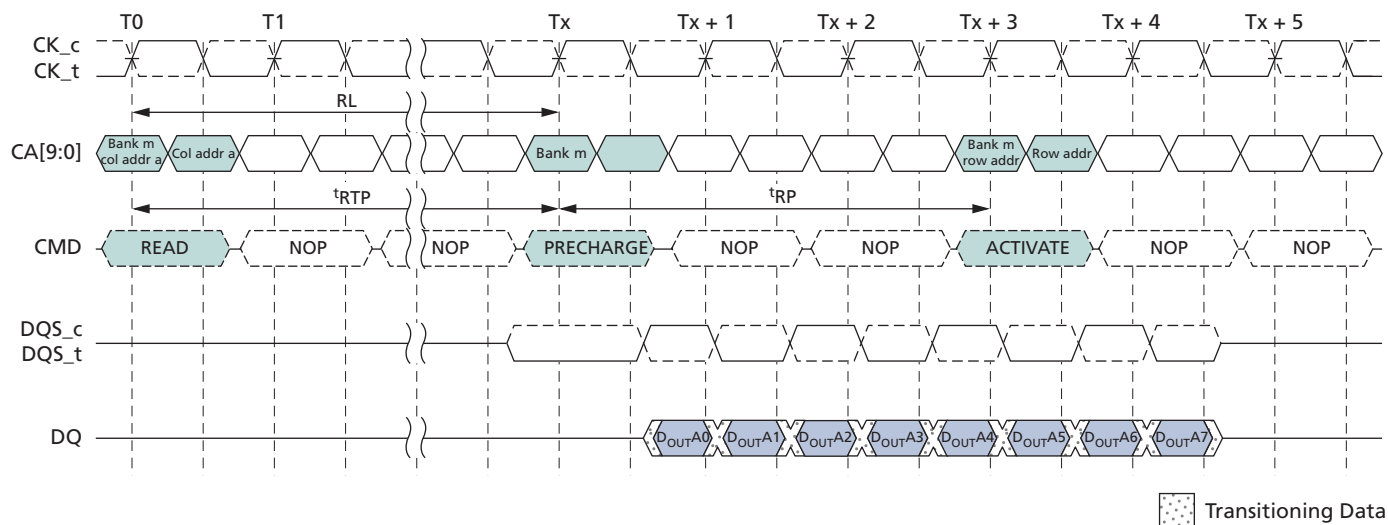 T0 T1 Tx Tx + 1 Tx + 2 Tx + 3 Tx + 4 Tx + 5
CK_c
CK_t
RL
CA[9:0] Bank m col addr a Col addr a Bank m Bank m row addr Row addr
tRTP tRP
CMD READ NOP NOP PRECHARGE NOP NOP ACTIVATE NOP NOP
DQS_c
DQS_t
DQ DOUTA0 DOUTA1 DOUTA2 DOUTA3 DOUTA4 DOUTA5 DOUTA6 DOUTA7
Transitioning Data